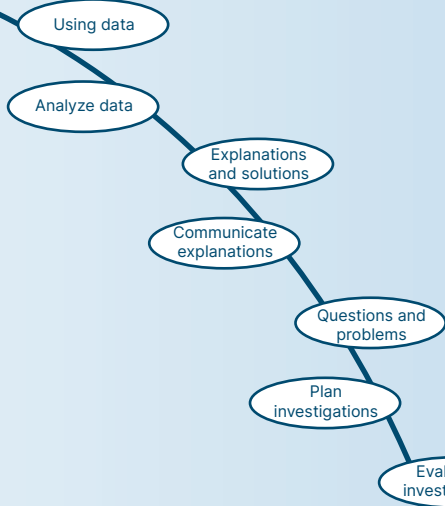 Using data
Analyze data
Explanations
and solutions
Communicate
explanations
Questions and
problems
Plan
investigations